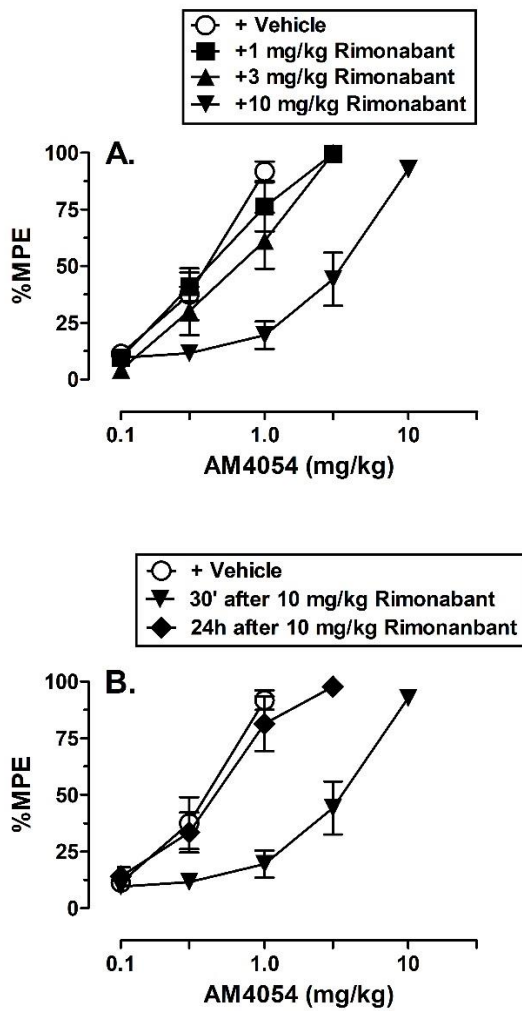 + Vehicle
+1 mg/kg Rimonabant
+3 mg/kg Rimonabant
+10 mg/kg Rimonabant
A.
100
75
50
25
0
%MPE
0.1 1.0 10
AM4054 (mg/kg)
+ Vehicle
30' after 10 mg/kg Rimonabant
24h after 10 mg/kg Rimonanbant
B.
100
75
50
25
0
%MPE
0.1 1.0 10
AM4054 (mg/kg)